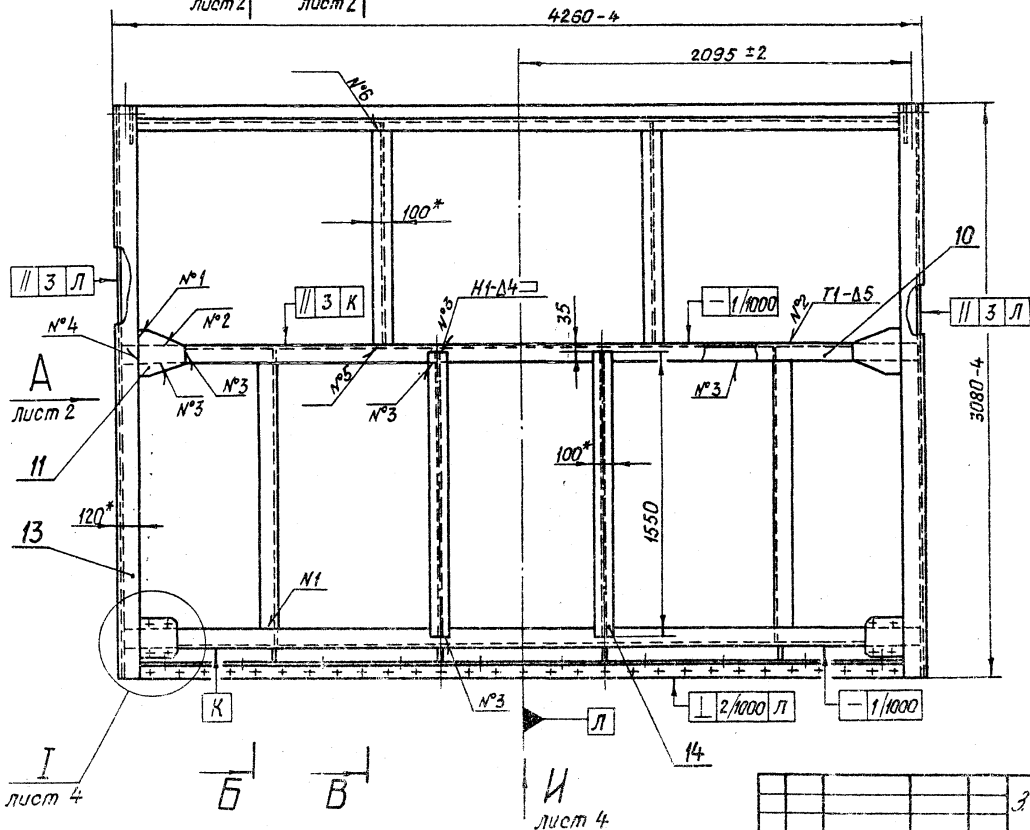 лист 2 лист 2
4260-4
2095 ±2
№6
100*
10
// 3 Л
№1
№2
// 3 К
Н1-Δ4
№3
35
— 1/1000
№2
Т1-Δ5
// 3 Л
№4
А
лист 2
№3
№3
№5
№3
№3
3080-4
11
100*
1550
120*
13
N1
К
№3
Л
⊥ 2/1000 Л
— 1/1000
14
I
лист 4
Б
В
И
лист 4
3.